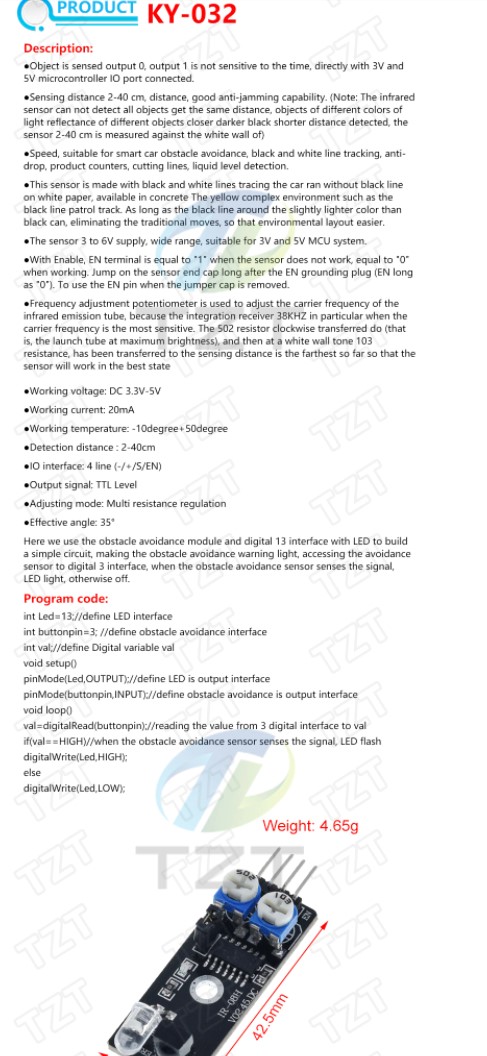 PRODUCT KY-032
Description:
●Object is sensed output 0, output 1 is not sensitive to the time, directly with 3V and
5V microcontroller IO port connected.
●Sensing distance 2-40 cm, distance, good anti-jamming capability. (Note: The infrared
sensor can not detect all objects get the same distance, objects of different colors of
light reflectance of different objects closer darker black shorter distance detected, the
sensor 2-40 cm is measured against the white wall of)
●Speed, suitable for smart car obstacle avoidance, black and white line tracking, anti-
drop, product counters, cutting lines, liquid level detection.
●This sensor is made with black and white lines tracing the car ran without black line
on white paper, available in concrete The yellow complex environment such as the
black line patrol track. As long as the black line around the slightly lighter color than
black can, eliminating the traditional moves, so that environmental layout easier.
●The sensor 3 to 6V supply, wide range, suitable for 3V and 5V MCU system.
●With Enable, EN terminal is equal to "1" when the sensor does not work, equal to "0"
when working. Jump on the sensor end cap long after the EN grounding plug (EN long
as "0"). To use the EN pin when the jumper cap is removed.
●Frequency adjustment potentiometer is used to adjust the carrier frequency of the
infrared emission tube, because the integration receiver 38KHZ in particular when the
carrier frequency is the most sensitive. The 502 resistor clockwise transferred do (that
is, the launch tube at maximum brightness), and then at a white wall tone 103
resistance, has been transferred to the sensing distance is the farthest so far so that the
sensor will work in the best state
●Working voltage: DC 3.3V-5V
●Working current: 20mA
●Working temperature: -10degree+50degree
●Detection distance : 2-40cm
●IO interface: 4 line (-/+/S/EN)
●Output signal: TTL Level
●Adjusting mode: Multi resistance regulation
●Effective angle: 35°
Here we use the obstacle avoidance module and digital 13 interface with LED to build
a simple circuit, making the obstacle avoidance warning light, accessing the avoidance
sensor to digital 3 interface, when the obstacle avoidance sensor senses the signal,
LED light, otherwise off.
Program code:
int Led=13;//define LED interface
int buttonpin=3; //define obstacle avoidance interface
int val;//define Digital variable val
void setup()
pinMode(Led,OUTPUT);//define LED is output interface
pinMode(buttonpin,INPUT);//define obstacle avoidance is output interface
void loop()
val=digitalRead(buttonpin);//reading the value from 3 digital interface to val
if(val==HIGH)//when the obstacle avoidance sensor senses the signal, LED flash
digitalWrite(Led,HIGH);
else
digitalWrite(Led,LOW);
Weight: 4.65g
TZT
502
103
EN
IR-08H
42.5mm